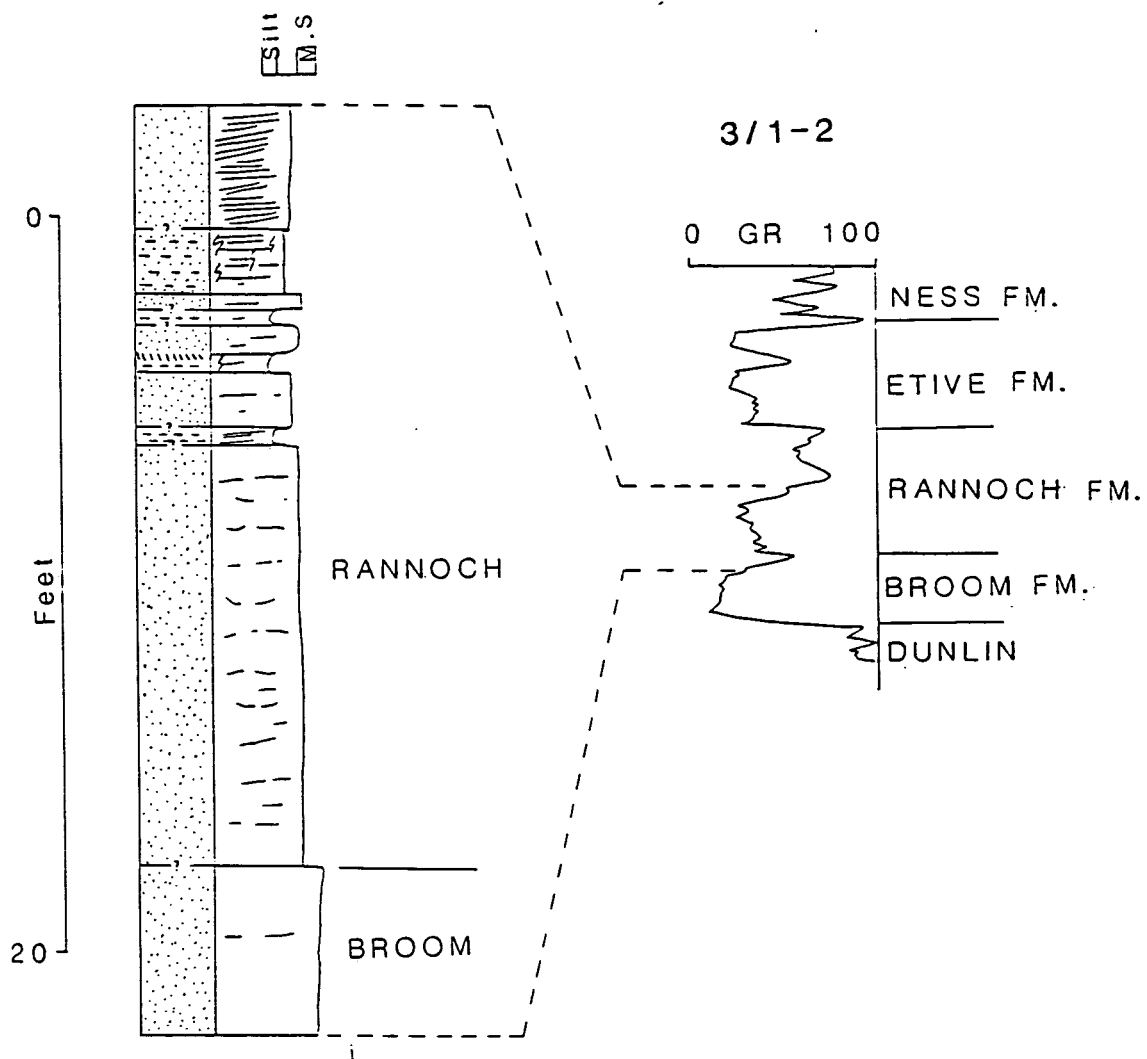 Silt
M.S
3/1-2
0 GR 100
NESS FM.
ETIVE FM.
RANNOCH FM.
BROOM FM.
DUNLIN
0
Feet
20
?
?
?
?
?
?
RANNOCH
BROOM